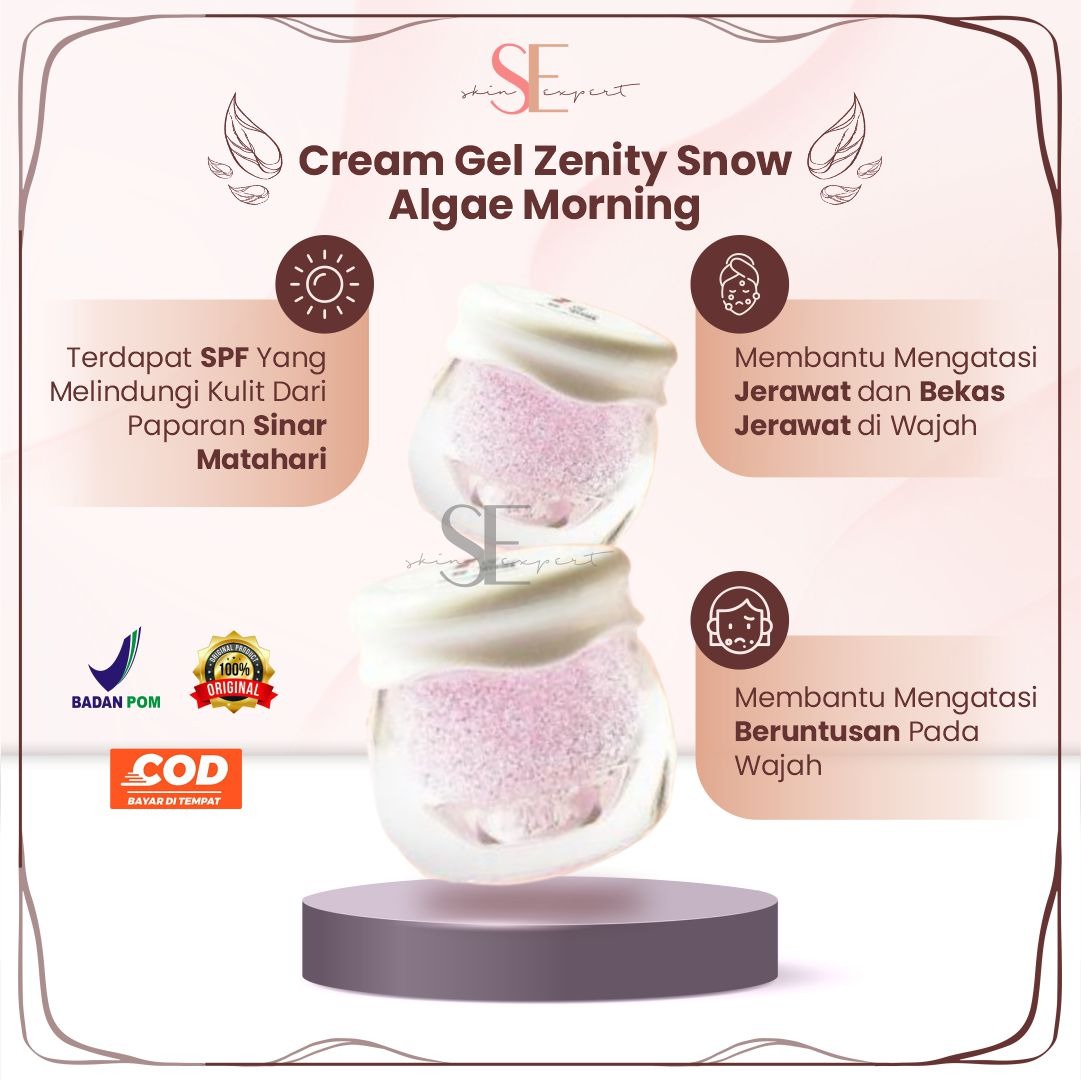 SE
skin expert
Cream Gel Zenity Snow
Algae Morning
Terdapat SPF Yang
Melindungi Kulit Dari
Paparan Sinar
Matahari
Membantu Mengatasi
Jerawat dan Bekas
Jerawat di Wajah
SE
skin expert
Membantu Mengatasi
Beruntusan Pada
Wajah
BADAN POM
ORIGINAL PRODUCT
100%
ORIGINAL
COD
BAYAR DI TEMPAT